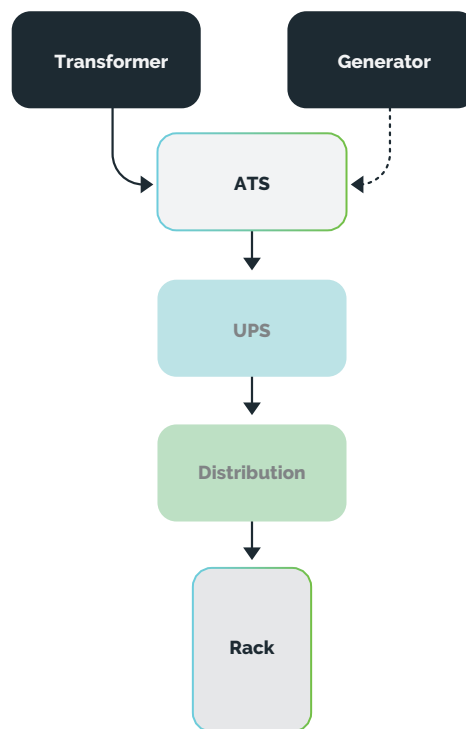 Transformer
Generator
ATS
UPS
Distribution
Rack